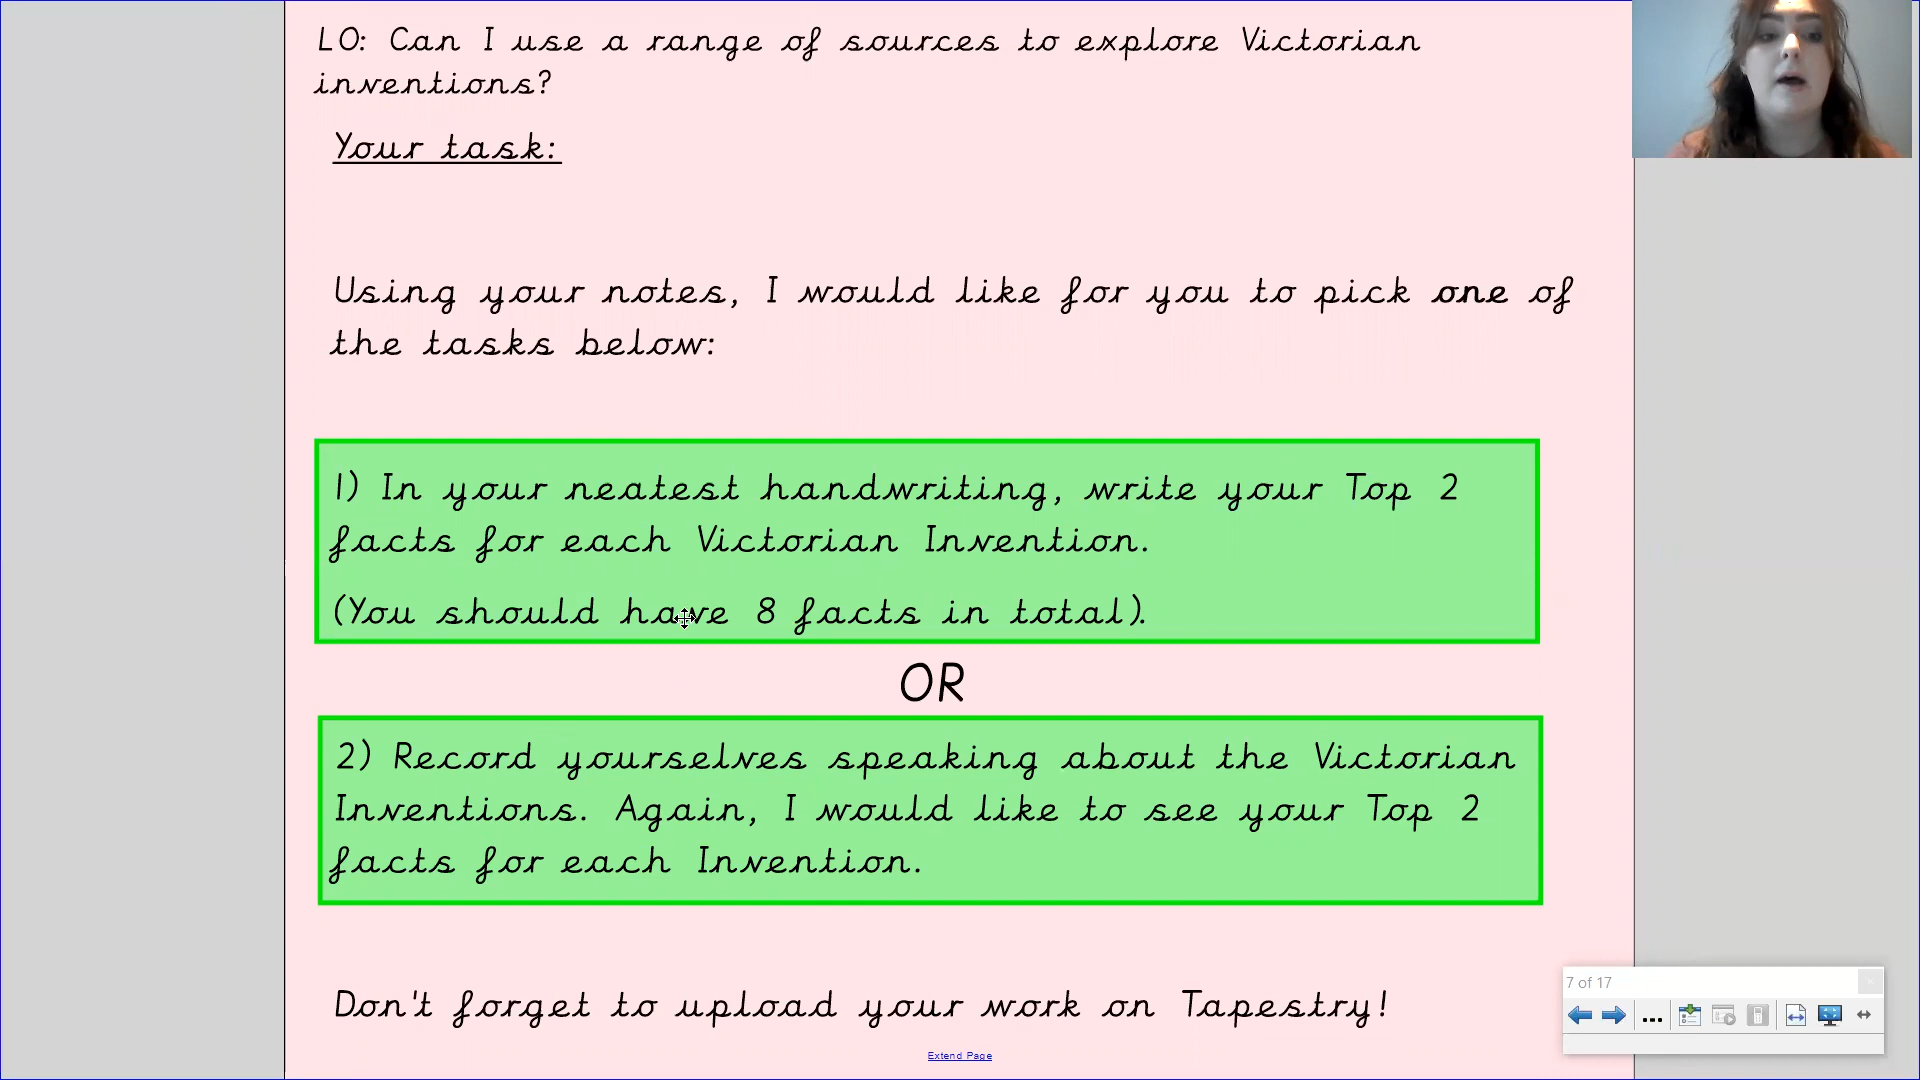 LO: Can I use a range of sources to explore Victorian
inventions?
Your task:
Using your notes, I would like for you to pick one of
the tasks below:
1) In your neatest handwriting, write your Top 2
facts for each Victorian Invention.
(You should have 8 facts in total).
OR
2) Record yourselves speaking about the Victorian
Inventions. Again, I would like to see your Top 2
facts for each Invention.
Don't forget to upload your work on Tapestry!
Extend Page
7 of 17